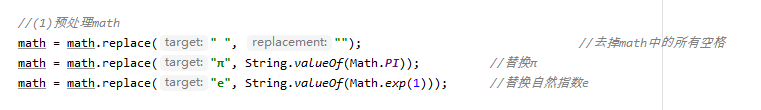 //(1)预处理math
math = math.replace( target: " ", replacement: ""); //去掉math中的所有空格
math = math.replace( target: "π", String.valueOf(Math.PI)); //替换π
math = math.replace( target: "e", String.valueOf(Math.exp(1))); //替换自然指数e